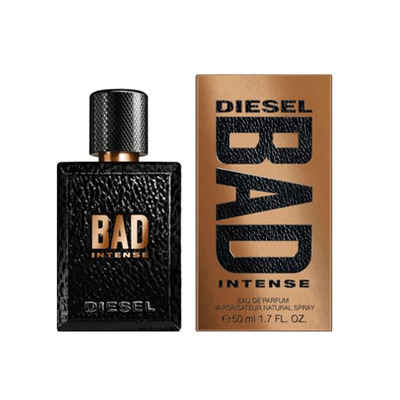 BAD
INTENSE
DIESEL
DIESEL
BAD
INTENSE
EAU DE PARFUM
VAPORISATEUR NATURAL SPRAY
℮50 ml 1.7 FL. OZ.